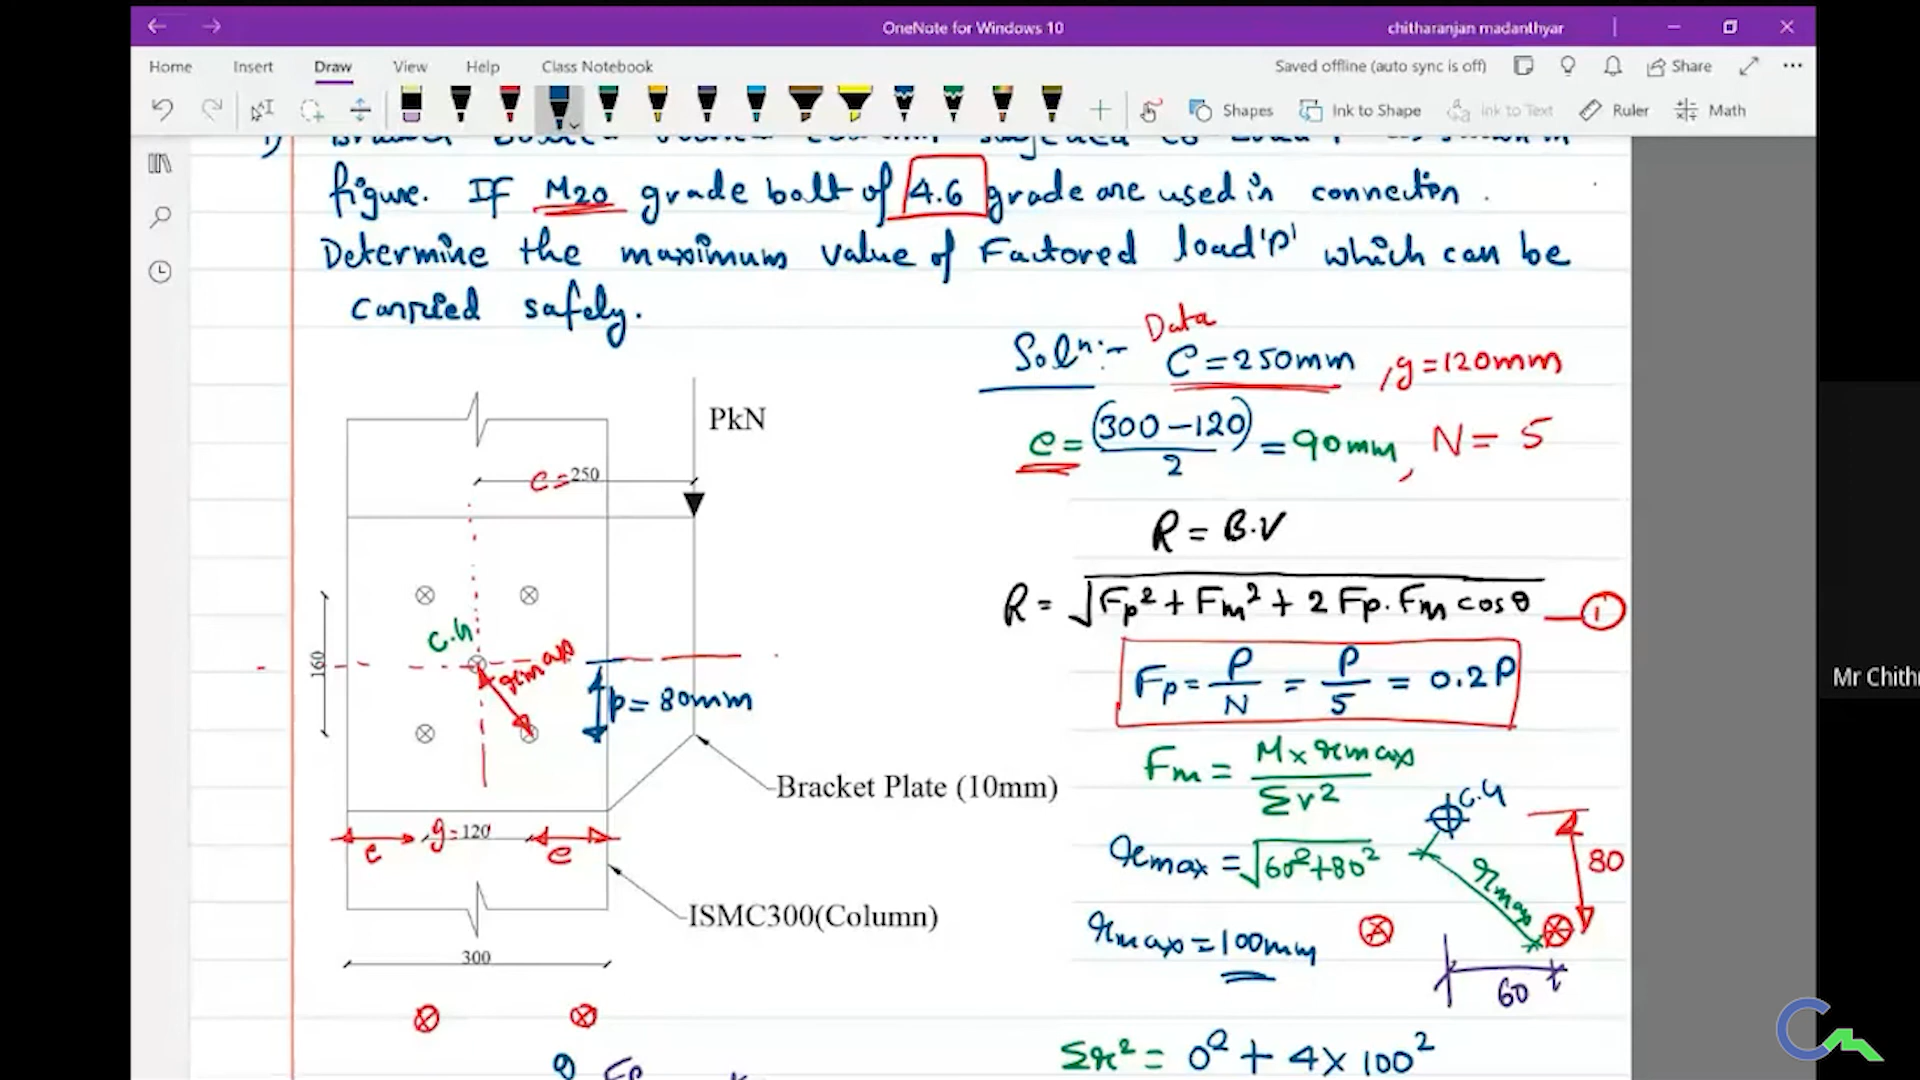 OneNote for Windows 10
chitharanjan madanthyar
Home Insert Draw View Help Class Notebook
Saved offline (auto sync is off) Share
Shapes Ink to Shape Ink to Text Ruler Math
figure. If M20 grade bolt of 4.6 grade are used in connection.
Determine the maximum value of Factored load 'P' which can be
carried safely.
Soln:- Data
C = 250mm , g = 120mm
e = (300 - 120)/2 = 90mm, N = 5
R = B.V
R = √Fp² + Fm² + 2 Fp. Fm cosθ — 1
Fp = P/N = P/5 = 0.2P
Fm = M x rmax / Σr²
rmax = √60²+80²
rmax = 100mm
Σr² = 0² + 4 x 100²
C.G
rmax
80
60
PkN
e = 250
C.G
rmax
160
p = 80mm
Bracket Plate (10mm)
e g = 120 e
ISMC300(Column)
300
Fp
Mr Chith